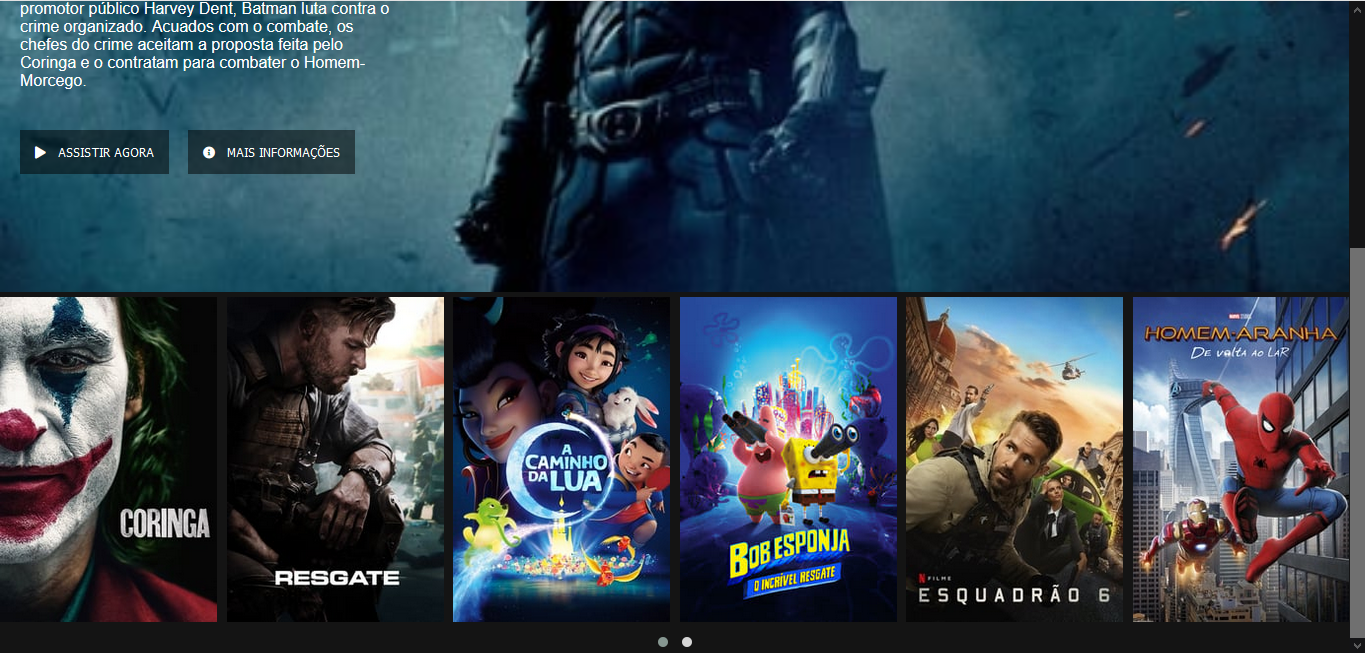 promotor público Harvey Dent, Batman luta contra o
crime organizado. Acuados com o combate, os
chefes do crime aceitam a proposta feita pelo
Coringa e o contratam para combater o Homem-
Morcego.
ASSISTIR AGORA
MAIS INFORMAÇÕES
CORINGA
RESGATE
A
CAMINHO
DA LUA
BOB ESPONJA
O INCRÍVEL RESGATE
N FILME
ESQUADRÃO 6
MARVEL STUDIOS
HOMEM-ARANHA
DE VOLTA AO LAR